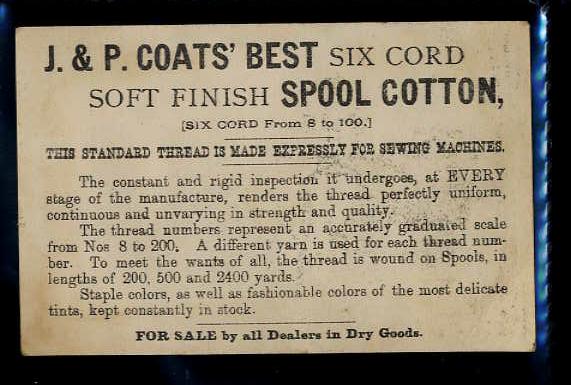 J. & P. COATS' BEST SIX CORD
SOFT FINISH SPOOL COTTON,
[SIX CORD From 8 to 100.]
THIS STANDARD THREAD IS MADE EXPRESSLY FOR SEWING MACHINES.
The constant and rigid inspection it undergoes, at EVERY
stage of the manufacture, renders the thread perfectly uniform,
continuous and unvarying in strength and quality.
The thread numbers represent an accurately graduated scale
from Nos 8 to 200. A different yarn is used for each thread num-
ber. To meet the wants of all, the thread is wound on Spools, in
lengths of 200, 500 and 2400 yards.
Staple colors, as well as fashionable colors of the most delicate
tints, kept constantly in stock.
FOR SALE by all Dealers in Dry Goods.